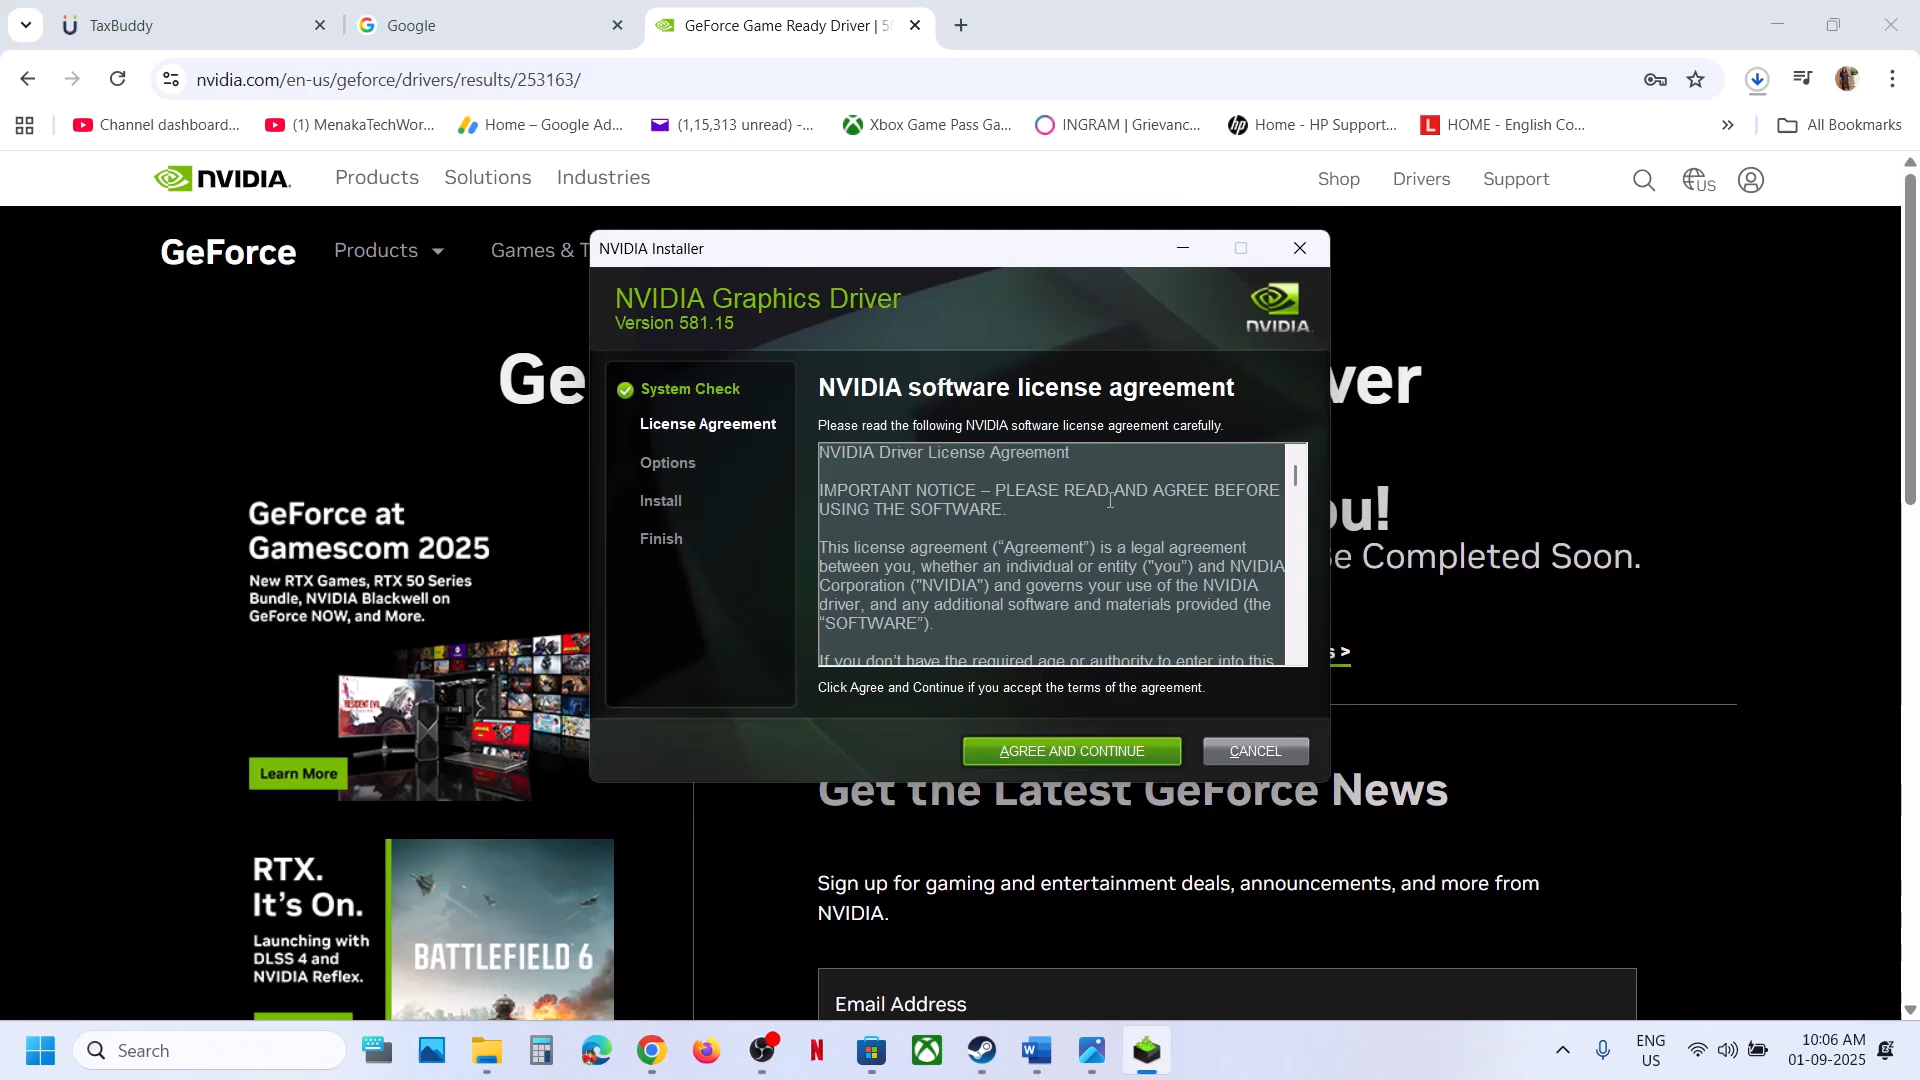 TaxBuddy
Google
GeForce Game Ready Driver | 58
nvidia.com/en-us/geforce/drivers/results/253163/
Channel dashboard...
(1) MenakaTechWor...
Home – Google Ad...
(1,15,313 unread) -...
Xbox Game Pass Ga...
INGRAM | Grievanc...
Home - HP Support...
HOME - English Co...
All Bookmarks
NVIDIA.
Products
Solutions
Industries
Shop
Drivers
Support
US
GeForce
Products
Games & T
NVIDIA Installer
NVIDIA Graphics Driver
Version 581.15
NVIDIA.
System Check
License Agreement
Options
Install
Finish
NVIDIA software license agreement
Please read the following NVIDIA software license agreement carefully.
NVIDIA Driver License Agreement
IMPORTANT NOTICE – PLEASE READ AND AGREE BEFORE
USING THE SOFTWARE.
This license agreement (“Agreement”) is a legal agreement
between you, whether an individual or entity ("you”) and NVIDIA
Corporation ("NVIDIA") and governs your use of the NVIDIA
driver, and any additional software and materials provided (the
“SOFTWARE”).
If you don’t have the required age or authority to enter into this
Click Agree and Continue if you accept the terms of the agreement.
AGREE AND CONTINUE
CANCEL
Ge
ver
ou!
e Completed Soon.
s >
GeForce at
Gamescom 2025
New RTX Games, RTX 50 Series
Bundle, NVIDIA Blackwell on
GeForce NOW, and More.
RESIDENT EVIL
Learn More
RTX.
It’s On.
Launching with
DLSS 4 and
NVIDIA Reflex.
BATTLEFIELD 6
Get the Latest GeForce News
Sign up for gaming and entertainment deals, announcements, and more from
NVIDIA.
Email Address
Search
ENG
US
10:06 AM
01-09-2025